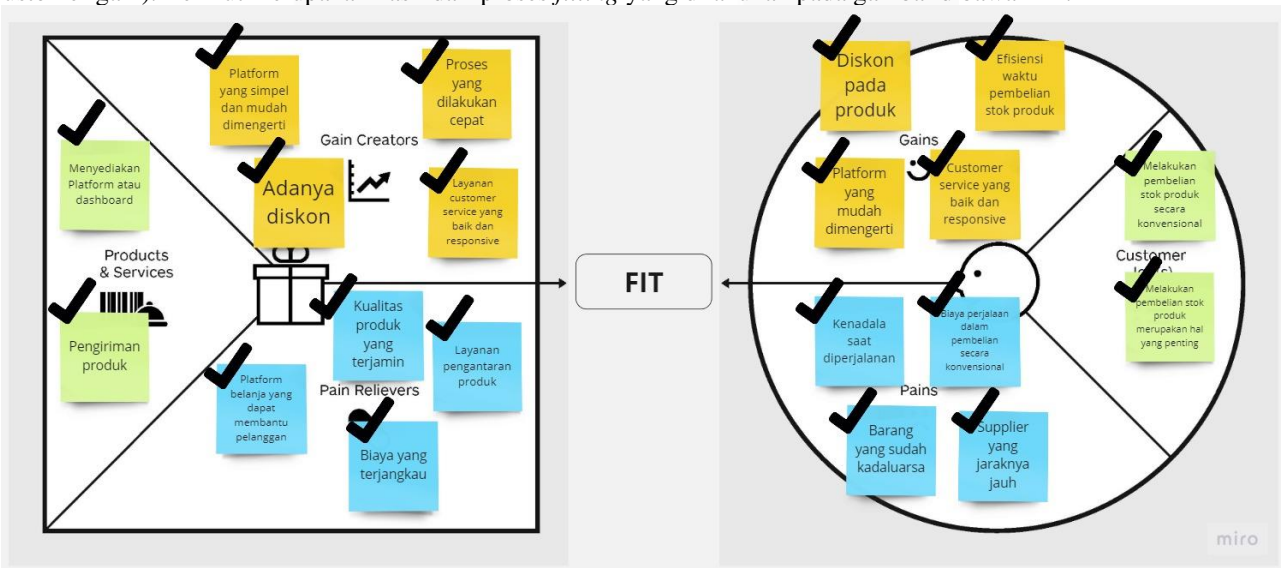 Platform
yang simpel
dan mudah
dimengerti
Proses
yang
dilakukan
cepat
Gain Creators
Menyediakan
Platform atau
dashboard
Adanya
diskon
Layanan
customer
service yang
baik dan
responsive
Products
& Services
Pengiriman
produk
Kualitas
produk
yang
terjamin
Layanan
pengantaran
produk
Platform
belanja yang
dapat
membantu
pelanggan
Pain Relievers
Biaya yang
terjangkau
FIT
Diskon
pada
produk
Efisiensi
waktu
pembelian
stok produk
Gains
Platform
yang
mudah
dimengerti
Customer
service yang
baik dan
responsive
Melakukan
pembelian
stok produk
secara
konvensional
Customer
Melakukan
pembelian stok
produk
merupakan hal
yang penting
Kenadala
saat
diperjalanan
Biaya perjalaan
dalam
pembelian
secara
konvensional
Pains
Barang
yang sudah
kadaluarsa
Supplier
yang
jaraknya
jauh
miro